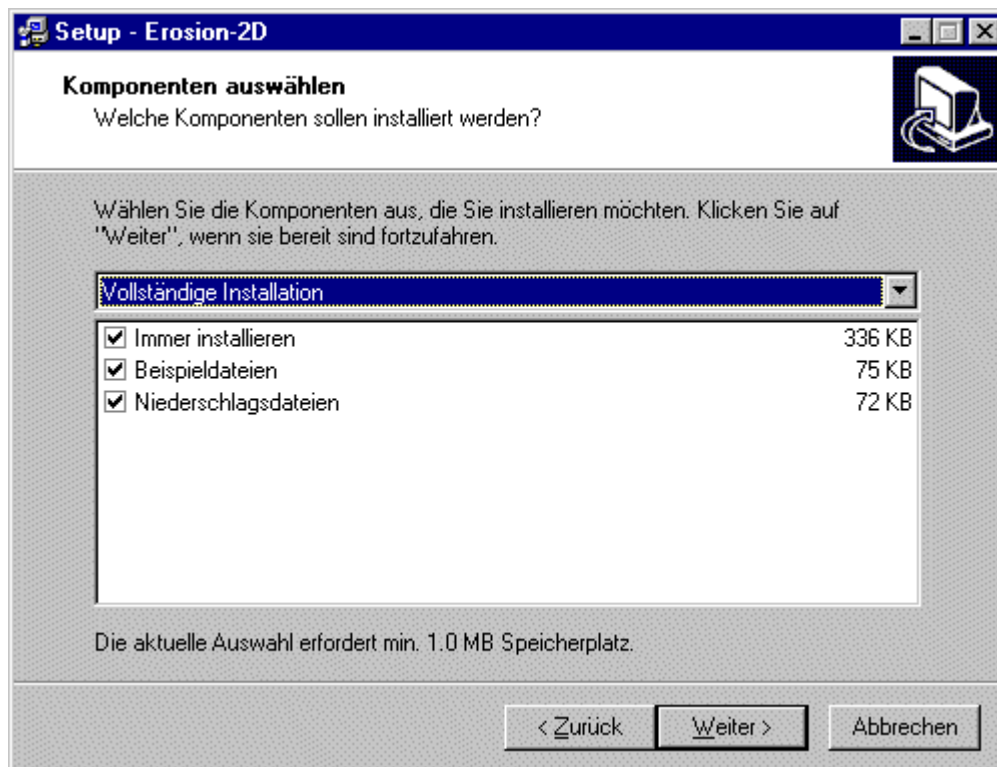 Setup - Erosion-2D
Komponenten auswählen
Welche Komponenten sollen installiert werden?
Wählen Sie die Komponenten aus, die Sie installieren möchten. Klicken Sie auf
"Weiter", wenn sie bereit sind fortzufahren.
Vollständige Installation
Immer installieren 336 KB
Beispieldateien 75 KB
Niederschlagsdateien 72 KB
Die aktuelle Auswahl erfordert min. 1.0 MB Speicherplatz.
< Zurück Weiter > Abbrechen